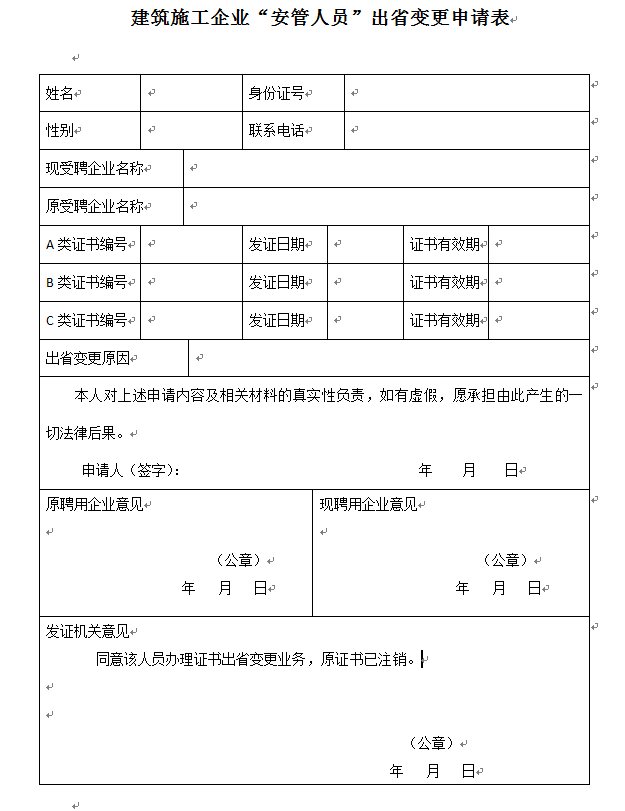 建筑施工企业“安管人员”出省变更申请表
姓名 身份证号
性别 联系电话
现受聘企业名称
原受聘企业名称
A 类证书编号 发证日期 证书有效期
B 类证书编号 发证日期 证书有效期
C 类证书编号 发证日期 证书有效期
出省变更原因
本人对上述申请内容及相关材料的真实性负责，如有虚假，愿承担由此产生的一
切法律后果。
申请人（签字）： 年 月 日
原聘用企业意见
（公章）
年 月 日
现聘用企业意见
（公章）
年 月 日
发证机关意见
同意该人员办理证书出省变更业务，原证书已注销。
（公章）
年 月 日